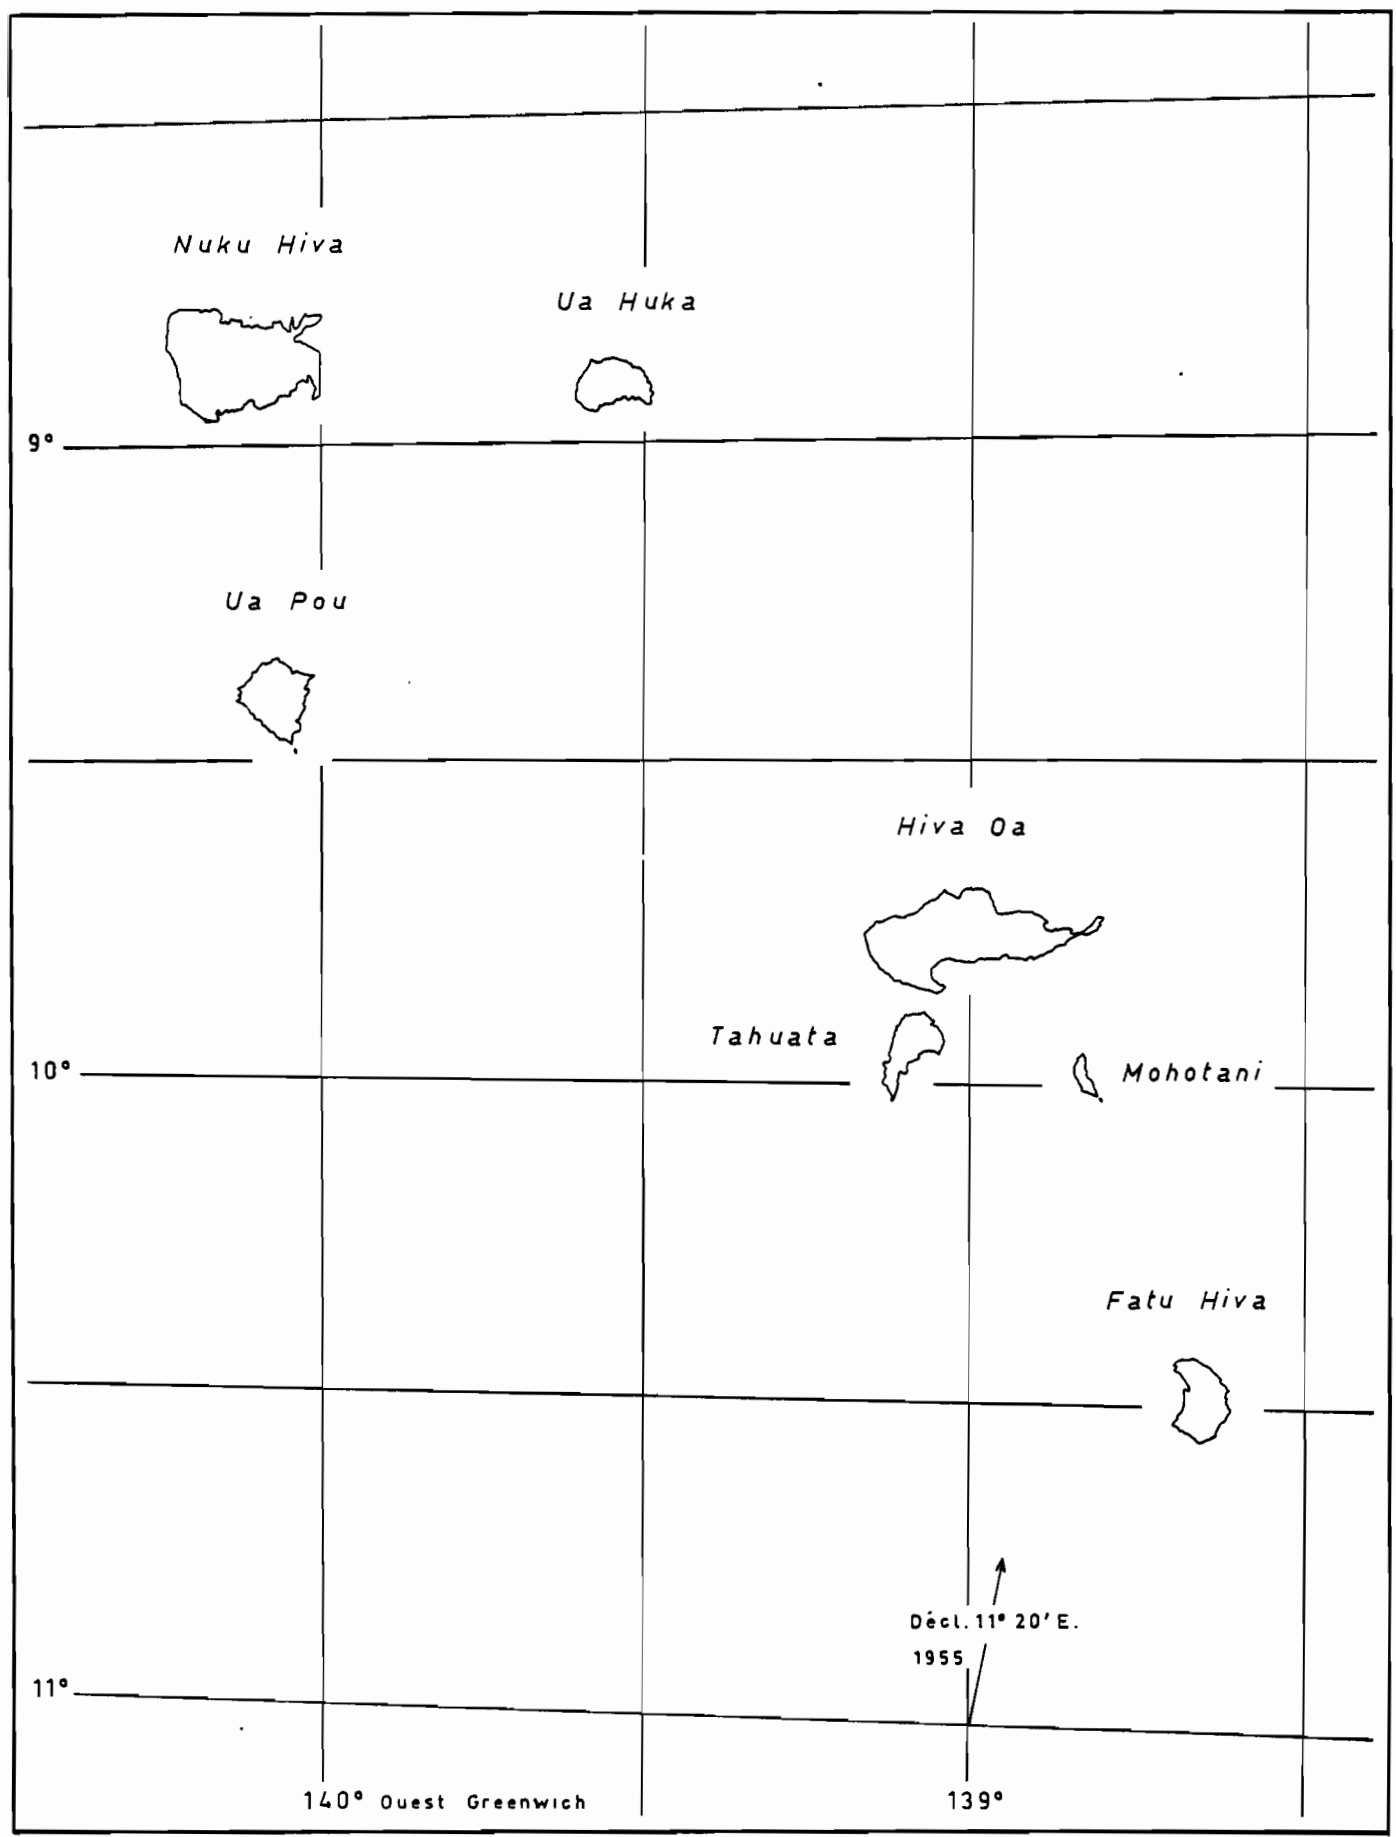 Nuku Hiva
Ua Huka
9°
Ua Pou
Hiva Oa
Tahuata
10°
Mohotani
Fatu Hiva
Décl. 11° 20' E.
1955
11°
140° Ouest Greenwich
139°